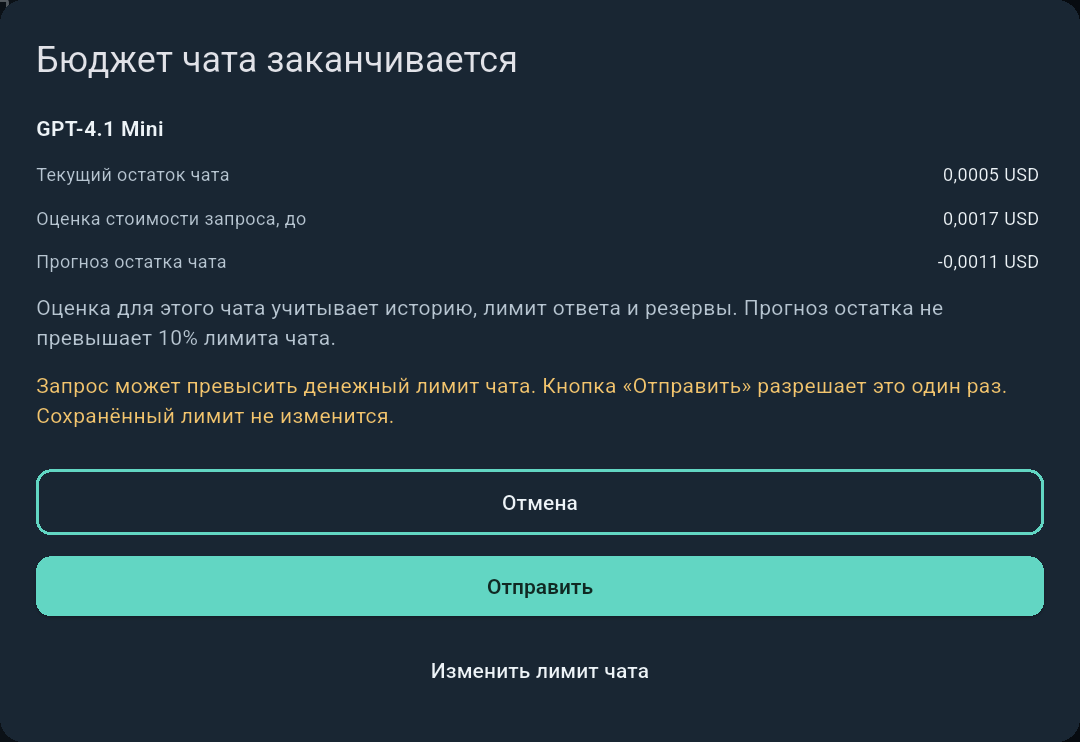 Бюджет чата заканчивается
GPT-4.1 Mini
Текущий остаток чата 0,0005 USD
Оценка стоимости запроса, до 0,0017 USD
Прогноз остатка чата -0,0011 USD
Оценка для этого чата учитывает историю, лимит ответа и резервы. Прогноз остатка не
превышает 10% лимита чата.
Запрос может превысить денежный лимит чата. Кнопка «Отправить» разрешает это один раз.
Сохранённый лимит не изменится.
Отмена
Отправить
Изменить лимит чата